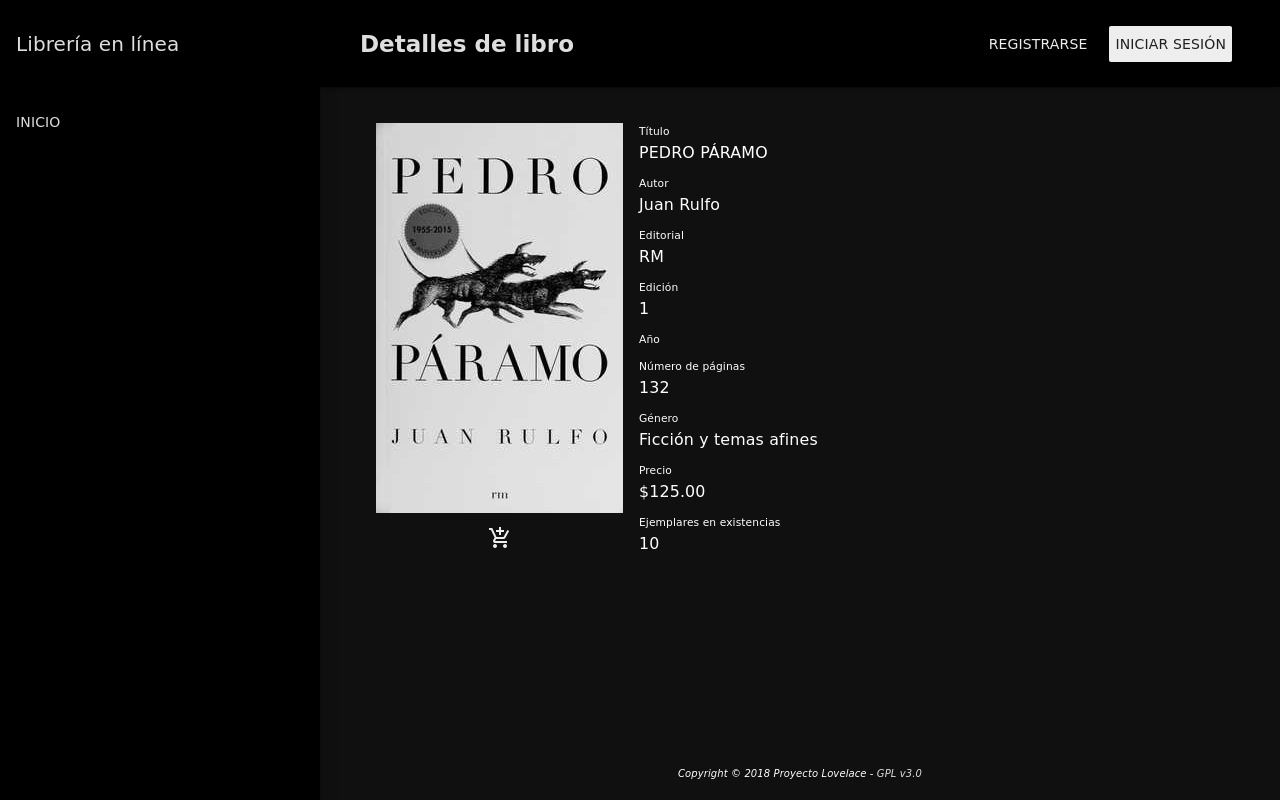 Librería en línea
Detalles de libro
REGISTRARSE
INICIAR SESIÓN
INICIO
PEDRO
EDICIÓN
1955-2015
60 ANIVERSARIO
PÁRAMO
JUAN RULFO
rm
Título
PEDRO PÁRAMO
Autor
Juan Rulfo
Editorial
RM
Edición
1
Año
Número de páginas
132
Género
Ficción y temas afines
Precio
$125.00
Ejemplares en existencias
10
Copyright © 2018 Proyecto Lovelace - GPL v3.0